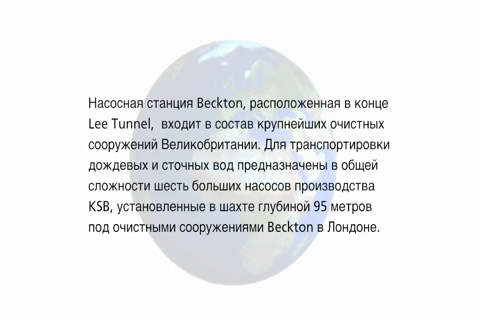 Насосная станция Beckton, расположенная в конце
Lee Tunnel, входит в состав крупнейших очистных
сооружений Великобритании. Для транспортировки
дождевых и сточных вод предназначены в общей
сложности шесть больших насосов производства
KSB, установленные в шахте глубиной 95 метров
под очистными сооружениями Beckton в Лондоне.